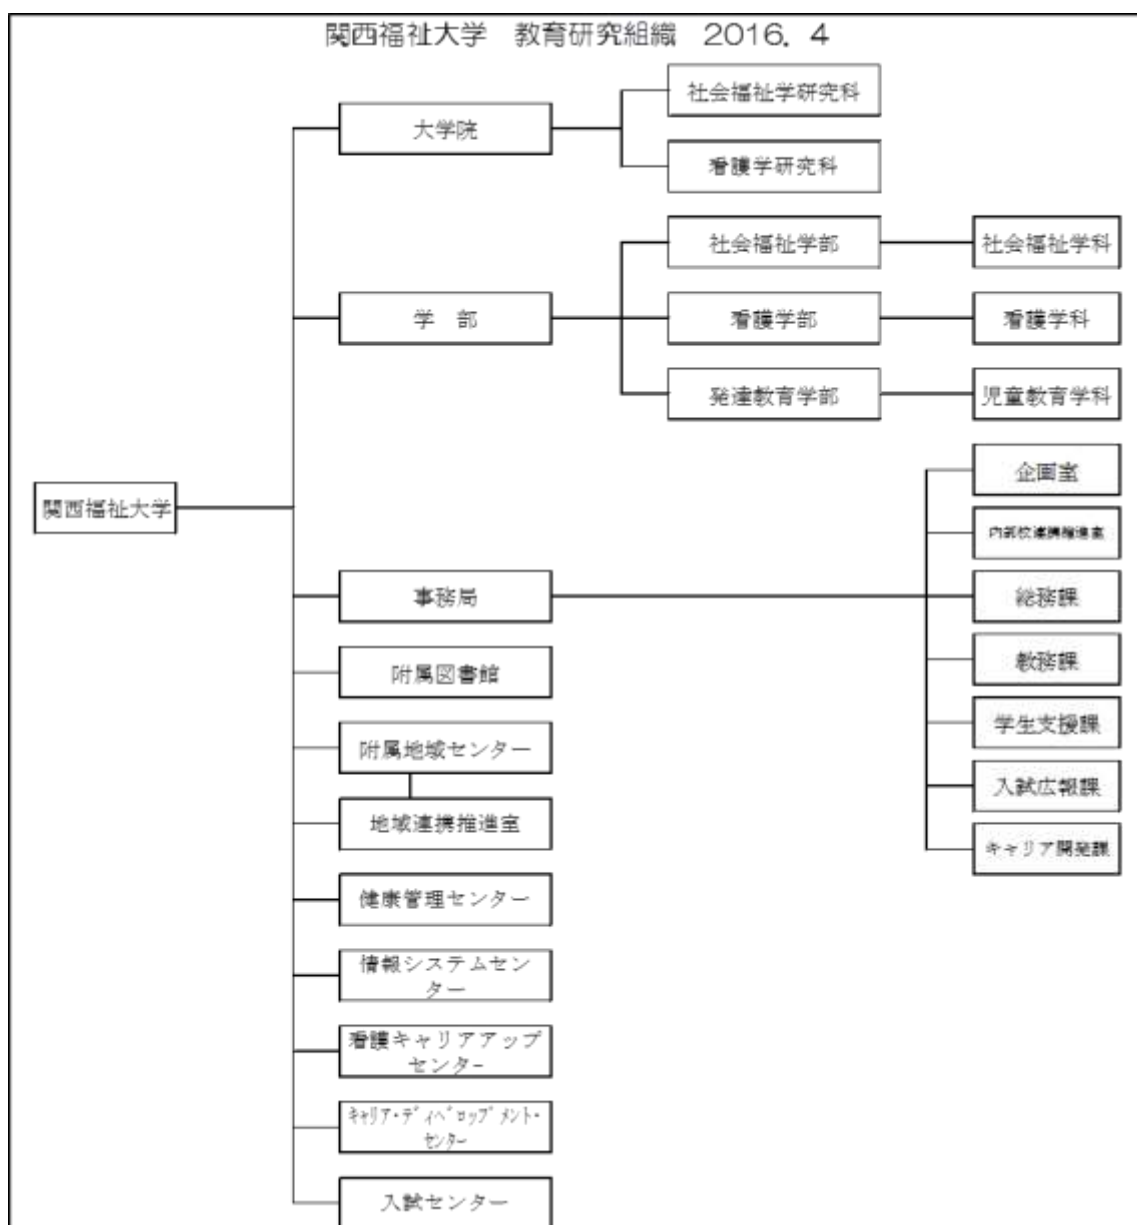 関西福祉大学　教育研究組織　2016．4
社会福祉学研究科
大学院
看護学研究科
社会福祉学部
社会福祉学科
学　部
看護学部
看護学科
発達教育学部
児童教育学科
企画室
関西福祉大学
内部校連携推進室
事務局
総務課
附属図書館
教務課
附属地域センター
学生支援課
地域連携推進室
入試広報課
キャリア開発課
健康管理センター
情報システムセン
ター
看護キャリアアップ
センター
ｷｬﾘｱ・ﾃﾞｨﾍﾞﾛｯﾌﾟﾒﾝﾄ・
ｾﾝﾀｰ
入試センター